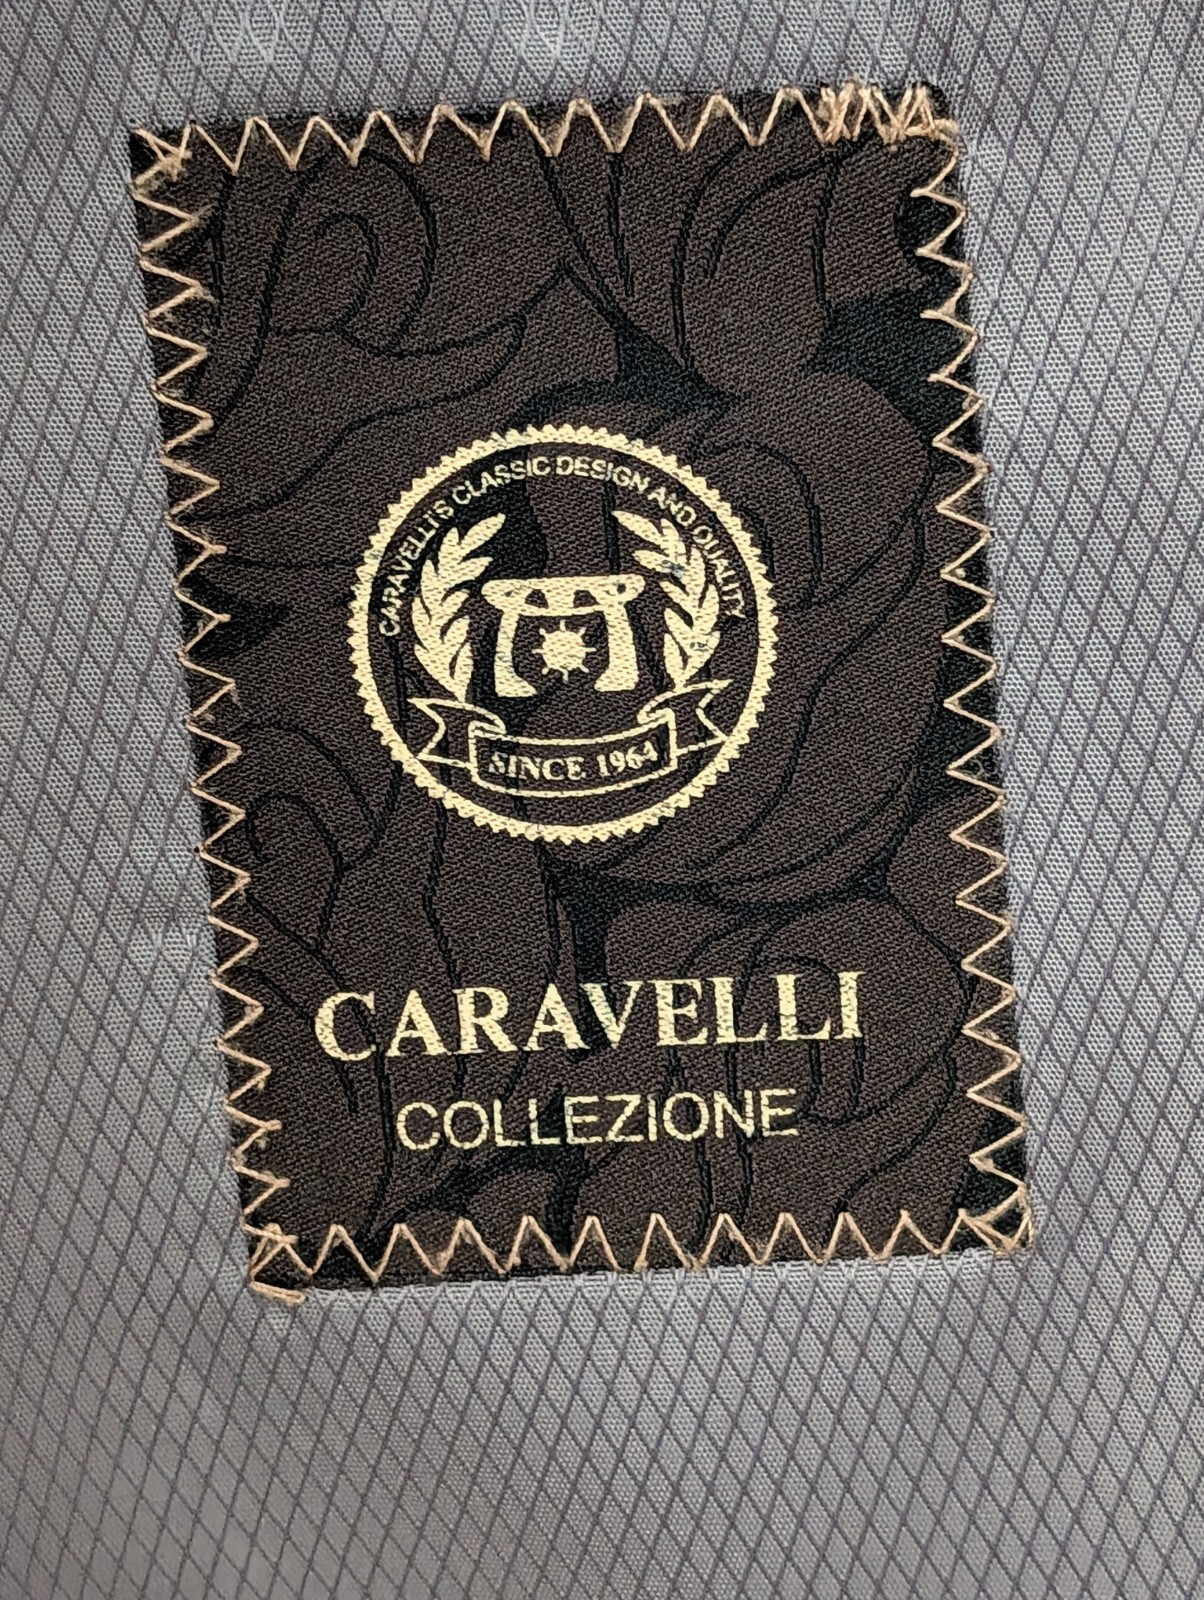 CARAVELLI'S CLASSIC DESIGN AND QUALITY
SINCE 1964
CARAVELLI
COLLEZIONE